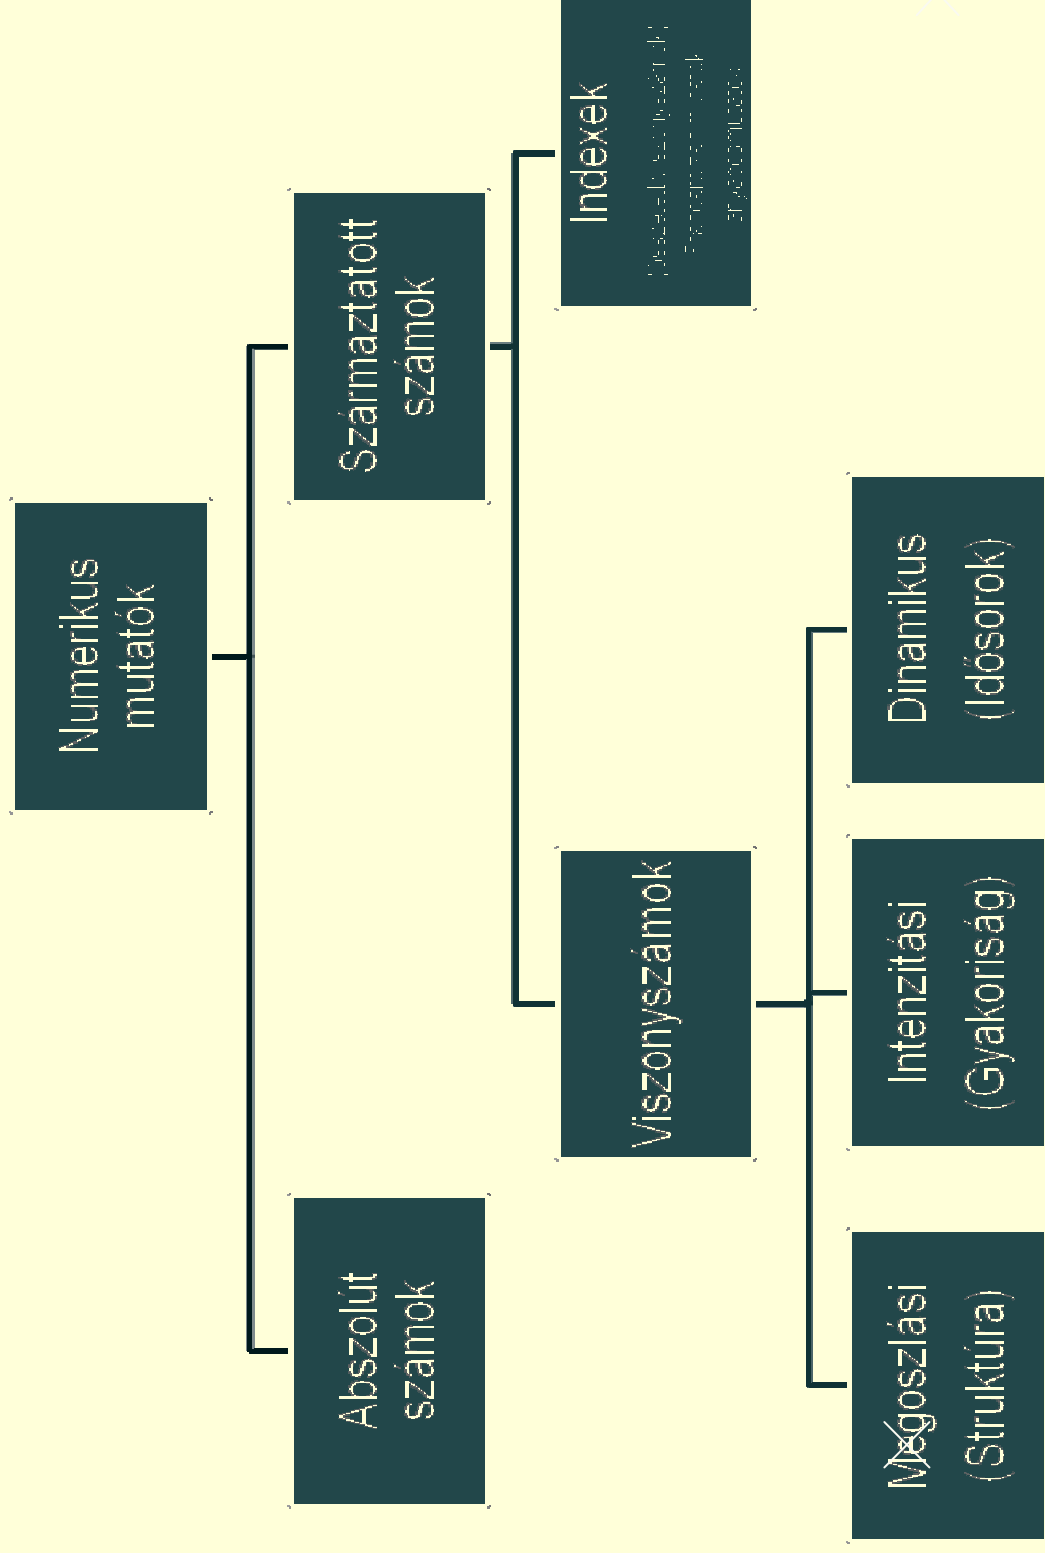 Numerikus
mutatók
Abszolút
számok
Származtatott
számok
Viszonyszámok
Indexek
Megoszlási
(Struktúra)
Intenzitási
(Gyakoriság)
Dinamikus
(Idősorok)